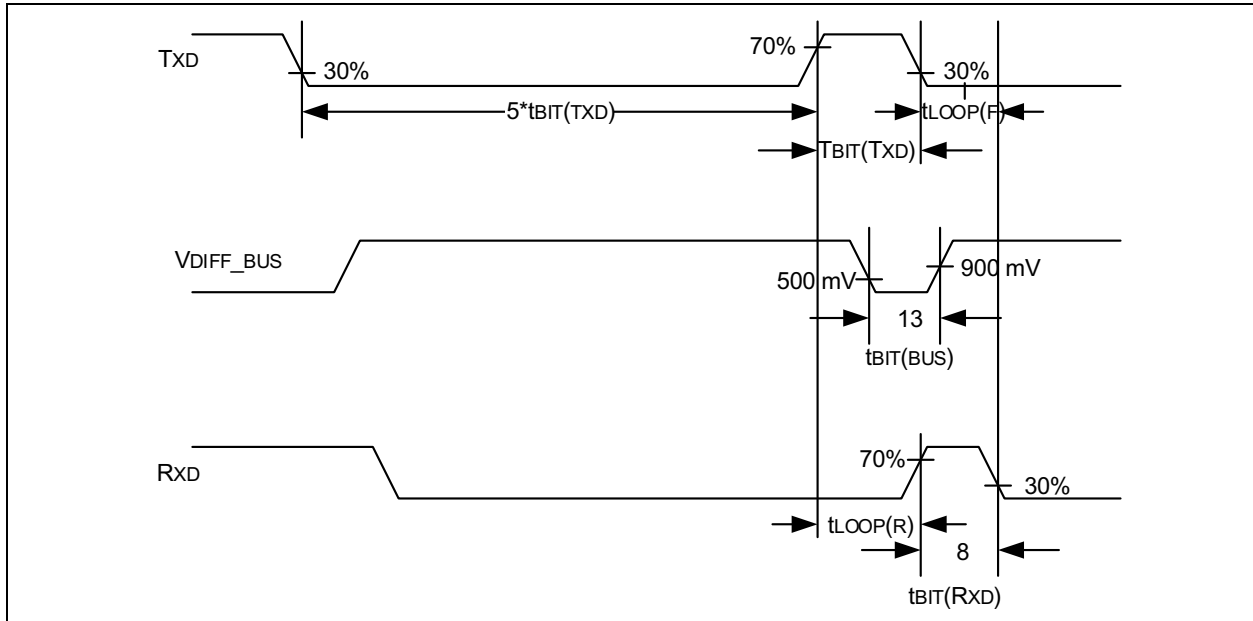 TXD
30%
70%
30%
5*tBIT(TXD)
tLOOP(F)
TBIT(TXD)
VDIFF_BUS
500 mV
900 mV
13
tBIT(BUS)
RXD
70%
30%
tLOOP(R)
8
tBIT(RXD)